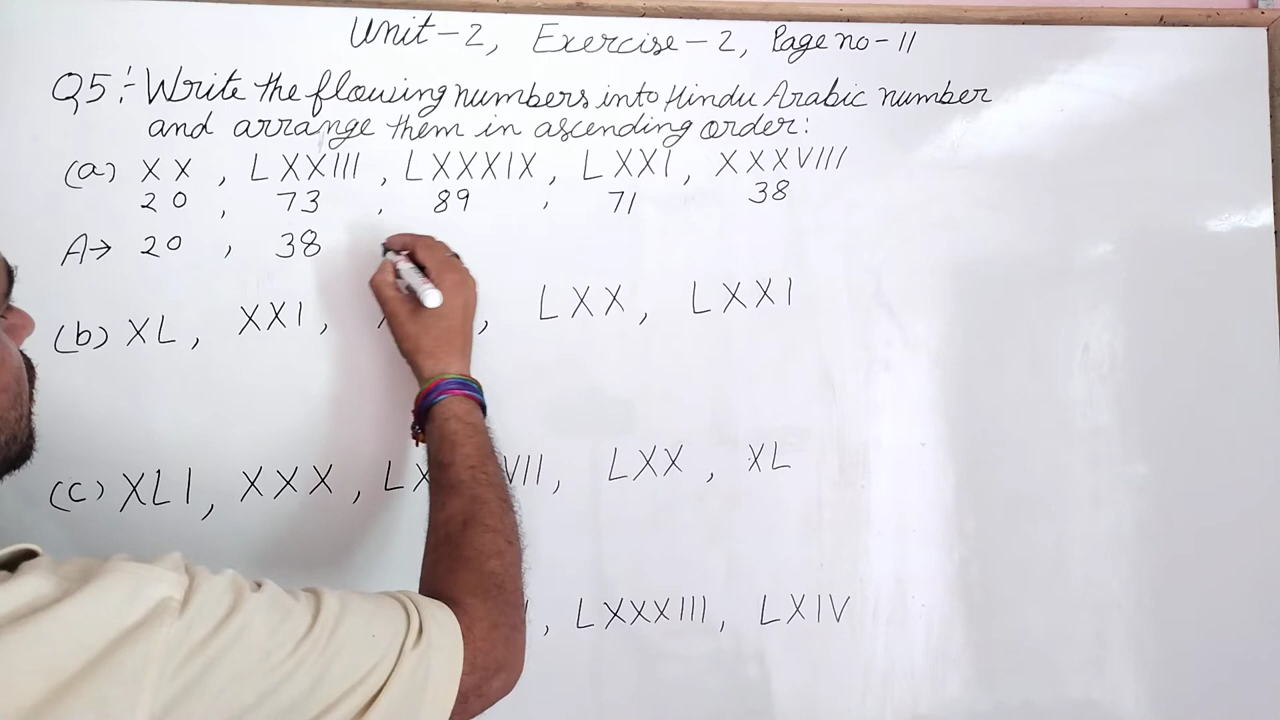 Unit-2, Exercise-2, Page no-11
Q5:- Write the flowsing numbers into Hindu Arabic number
and arrange them in ascending order:
(a) XX, LXXIII, LXXXIX, LXXI, XXXVIII
20, 73, 89, 71 38
A→ 20, 38
(b) XL, XXI, , LXX, LXXI
(c) XLI, XXX, LX VII, LXX, XL
, LXXXIII, LXIV